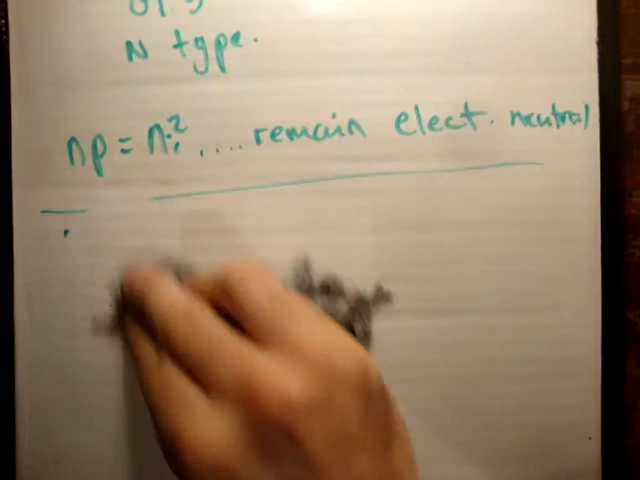 N type.
np = ni² .... remain elect. neutral